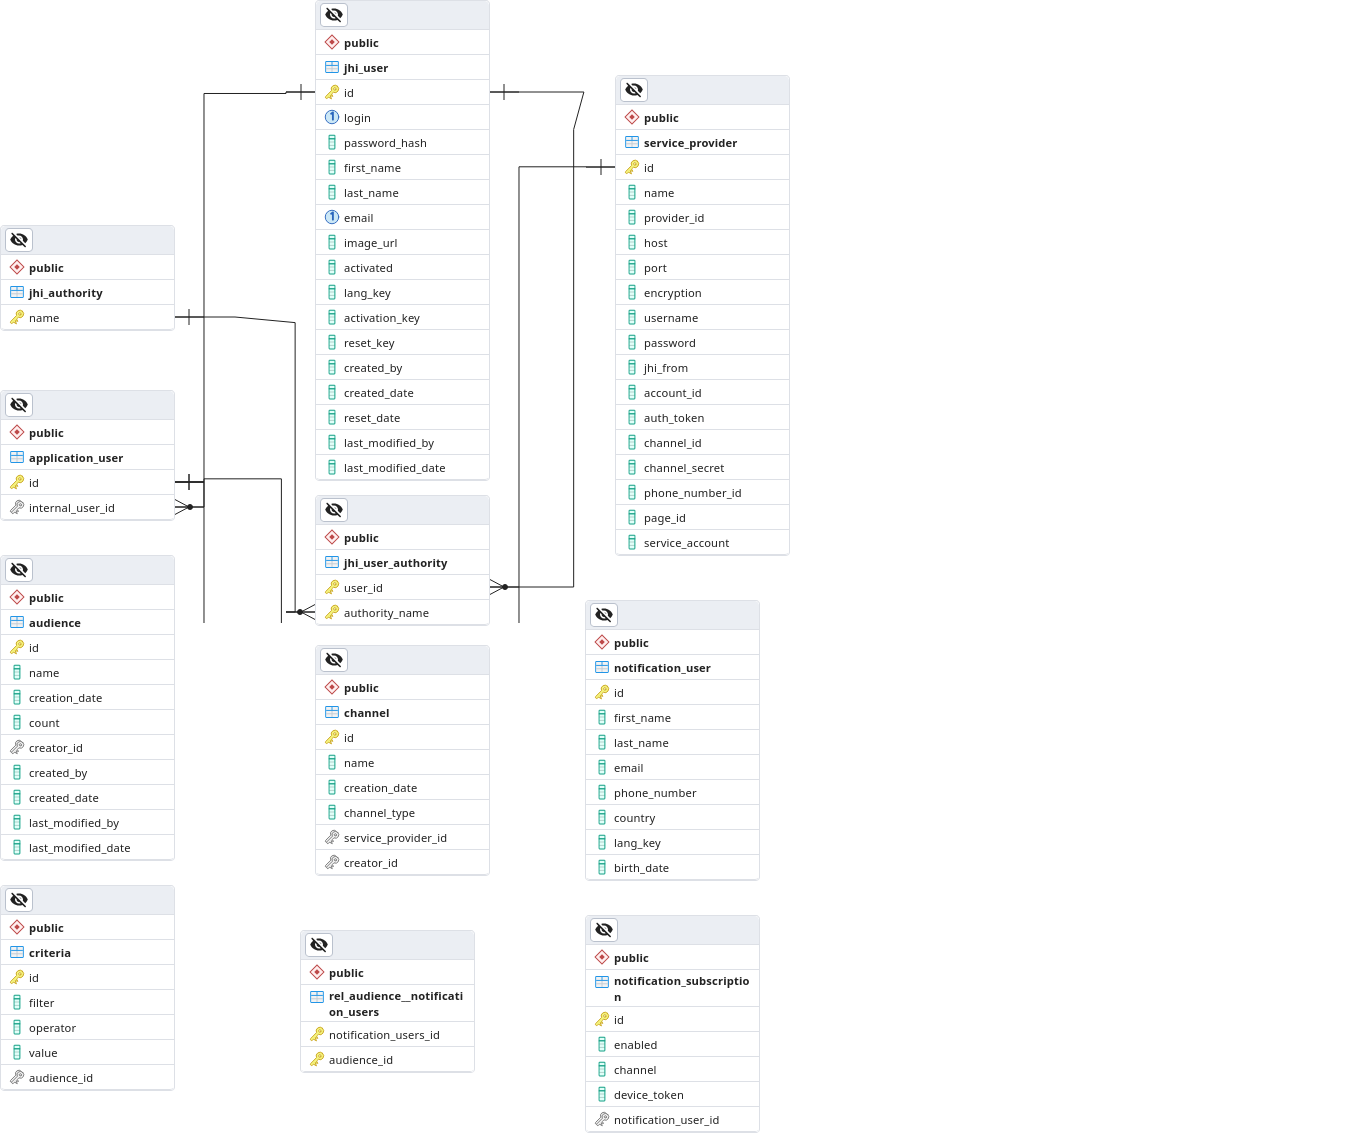 public
jhi_user
id
login
password_hash
first_name
last_name
email
image_url
activated
lang_key
activation_key
reset_key
created_by
created_date
reset_date
last_modified_by
last_modified_date
public
service_provider
id
name
provider_id
host
port
encryption
username
password
jhi_from
account_id
auth_token
channel_id
channel_secret
phone_number_id
page_id
service_account
public
jhi_authority
name
public
application_user
id
internal_user_id
public
jhi_user_authority
user_id
authority_name
public
audience
id
name
creation_date
count
creator_id
created_by
created_date
last_modified_by
last_modified_date
public
channel
id
name
creation_date
channel_type
service_provider_id
creator_id
public
notification_user
id
first_name
last_name
email
phone_number
country
lang_key
birth_date
public
criteria
id
filter
operator
value
audience_id
public
rel_audience__notificati
on_users
notification_users_id
audience_id
public
notification_subscriptio
n
id
enabled
channel
device_token
notification_user_id